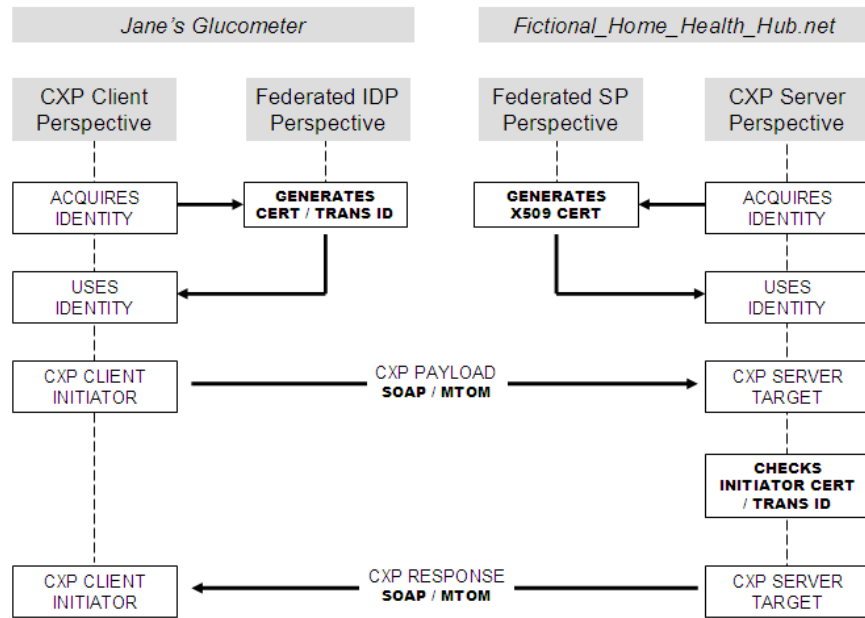 Jane's Glucometer
Fictional_Home_Health_Hub.net
CXP Client
Perspective
Federated IDP
Perspective
Federated SP
Perspective
CXP Server
Perspective
ACQUIRES
IDENTITY
GENERATES
CERT / TRANS ID
GENERATES
X509 CERT
ACQUIRES
IDENTITY
USES
IDENTITY
USES
IDENTITY
CXP CLIENT
INITIATOR
CXP PAYLOAD
SOAP / MTOM
CXP SERVER
TARGET
CHECKS
INITIATOR CERT
/ TRANS ID
CXP CLIENT
INITIATOR
CXP RESPONSE
SOAP / MTOM
CXP SERVER
TARGET